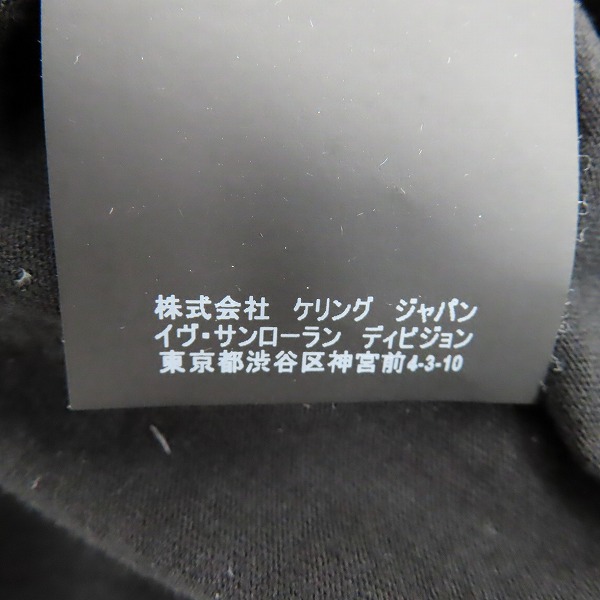 株式会社 ケリング ジャパン
イヴ・サンローラン ディビジョン
東京都渋谷区神宮前4-3-10